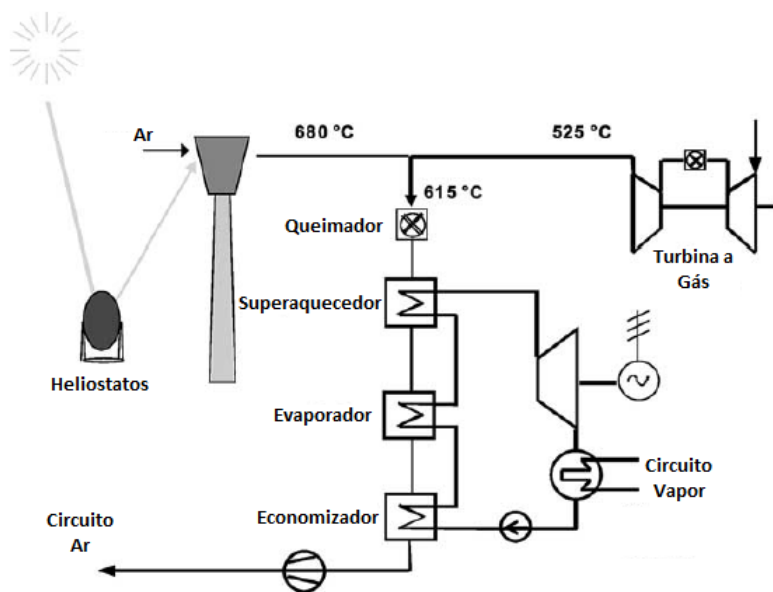 Ar
680 °C
525 °C
615 °C
Queimador
Turbina a
Gás
Superaquecedor
Heliostatos
Evaporador
Circuito
Vapor
Economizador
Circuito
Ar